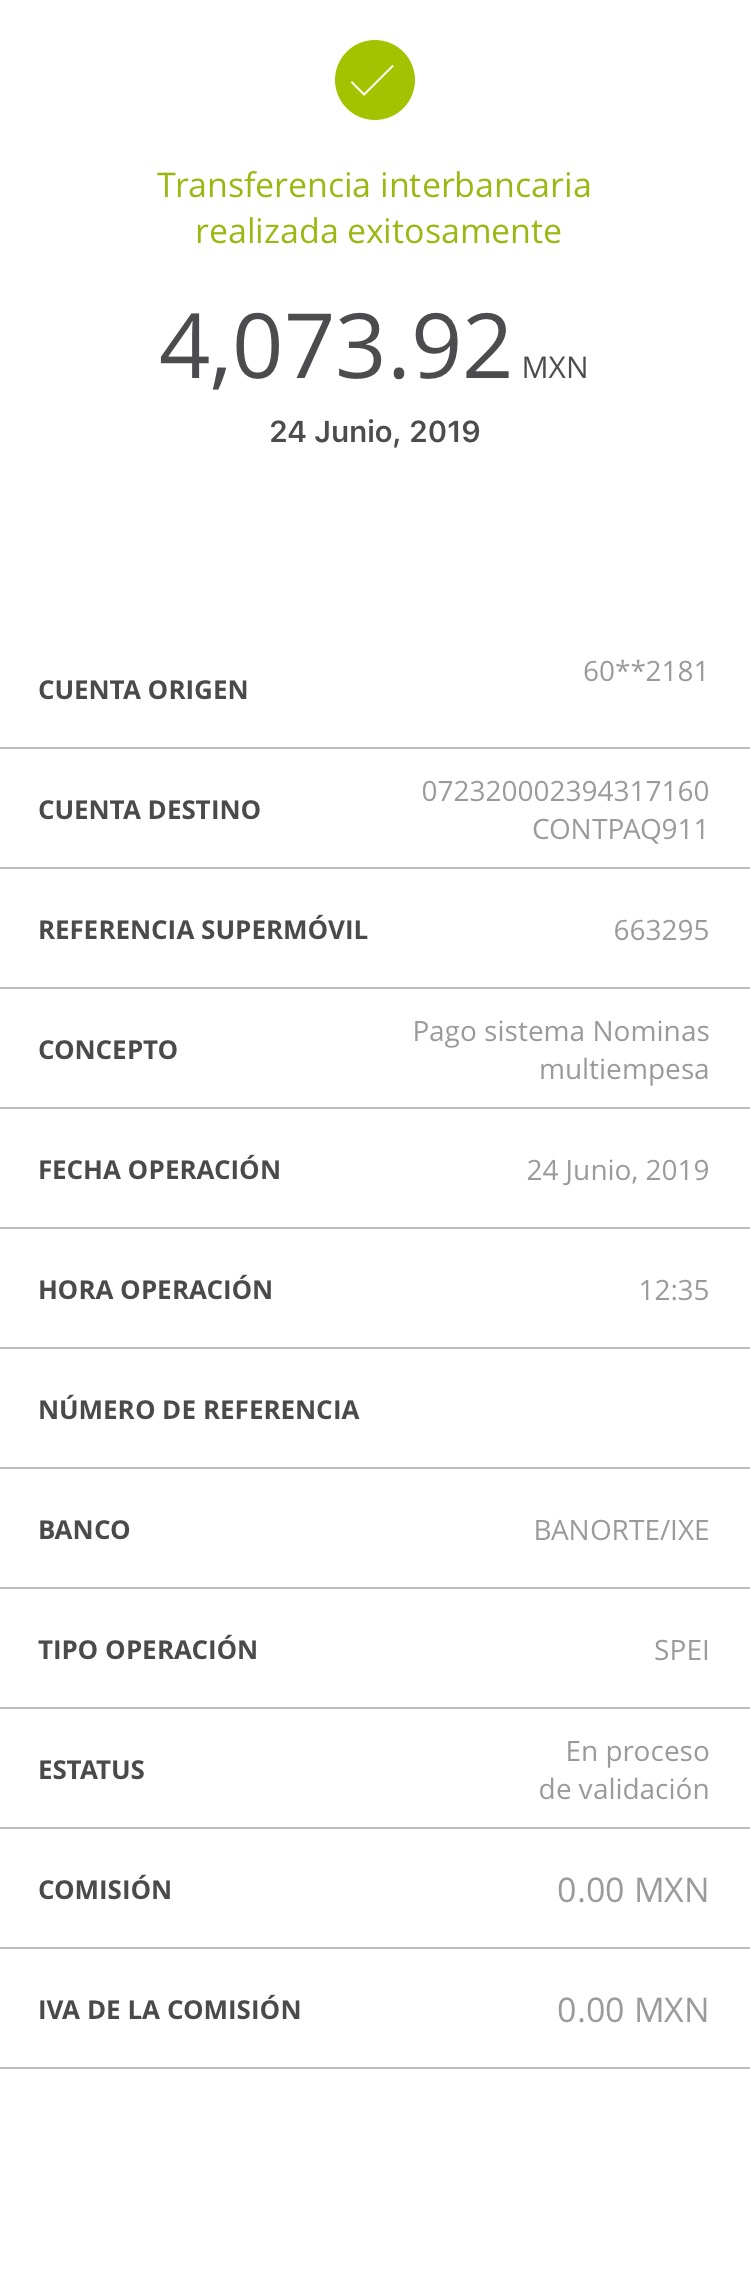 Transferencia interbancaria
realizada exitosamente
4,073.92 MXN
24 Junio, 2019
CUENTA ORIGEN 60**2181
CUENTA DESTINO 072320002394317160
CONTPAQ911
REFERENCIA SUPERMÓVIL 663295
CONCEPTO Pago sistema Nominas
multiempesa
FECHA OPERACIÓN 24 Junio, 2019
HORA OPERACIÓN 12:35
NÚMERO DE REFERENCIA
BANCO BANORTE/IXE
TIPO OPERACIÓN SPEI
ESTATUS En proceso
de validación
COMISIÓN 0.00 MXN
IVA DE LA COMISIÓN 0.00 MXN